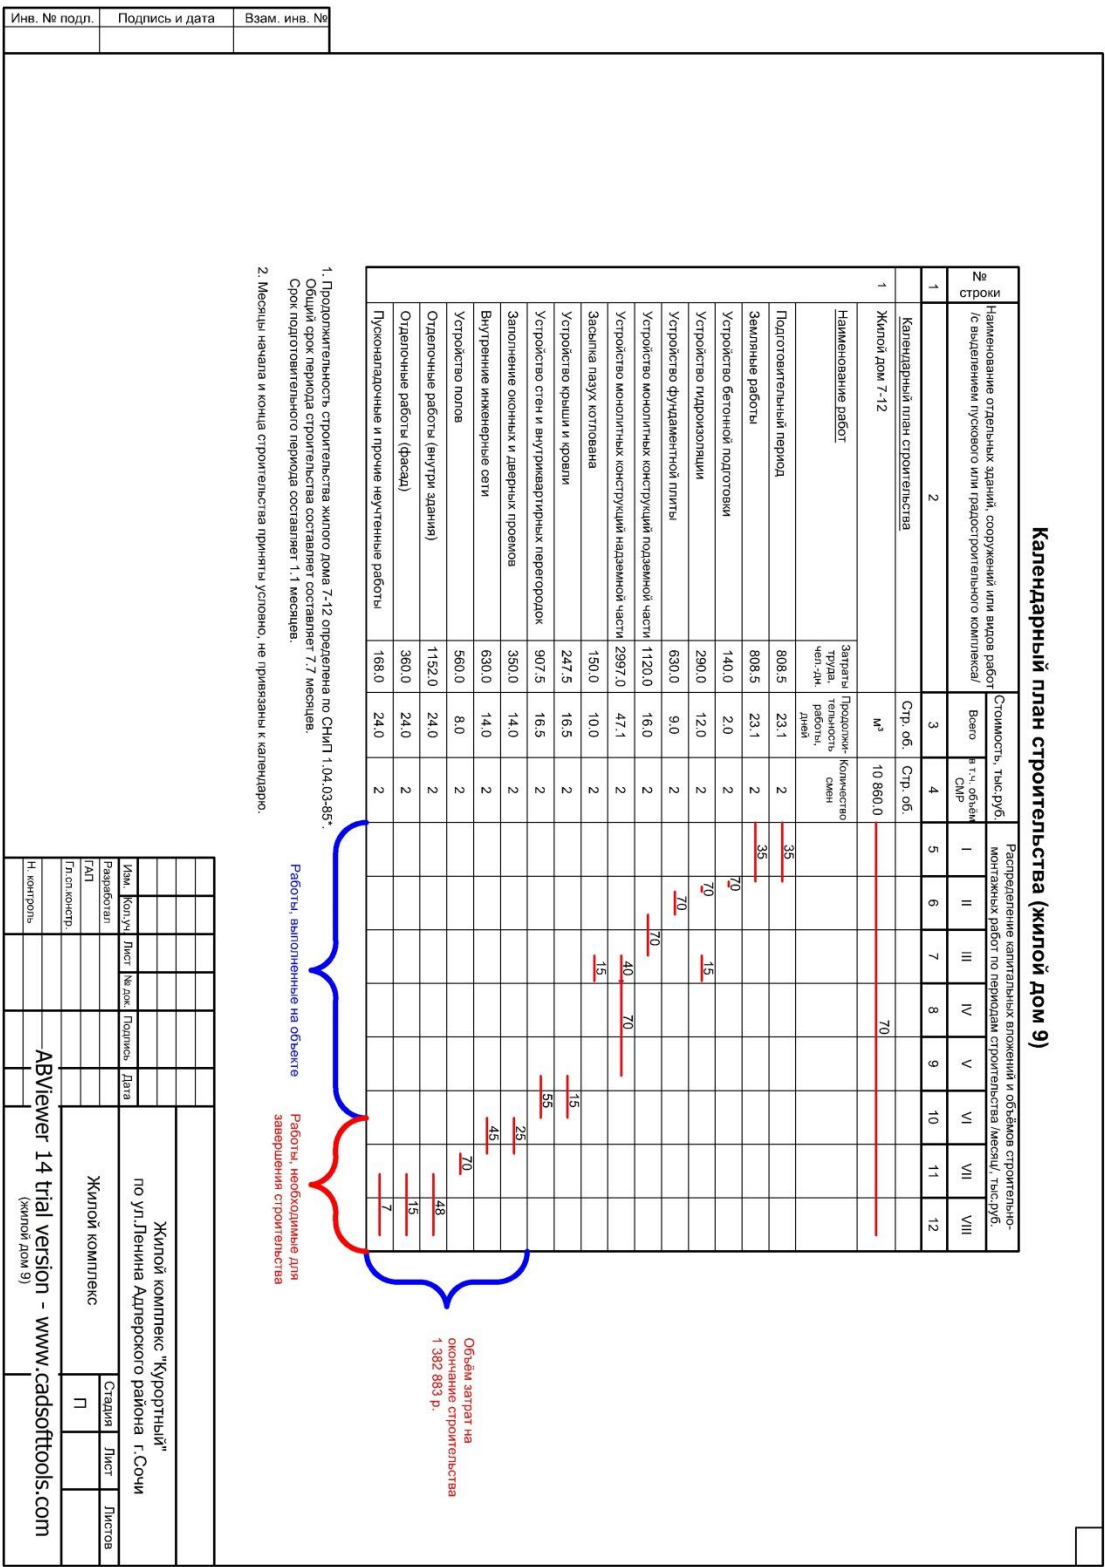 Инв. № подл.
Подпись и дата
Взам. инв. №
Календарный план строительства (жилой дом 9)
№
строки
Наименование отдельных зданий, сооружений или видов работ
/с выделением пускового или градостроительного комплекса/
Стоимость, тыс.руб.
Всего
в т.ч. объём
СМР
Распределение капитальных вложений и объёмов строительно-
монтажных работ по периодам строительства /месяц/, тыс.руб.
I II III IV V VI VII VIII
1 2 3 4 5 6 7 8 9 10 11 12
Календарный план строительства Стр. об. Стр. об.
1 Жилой дом 7-12 м³ 10 860.0 70
Наименование работ
Затраты
труда,
чел.-дн.
Продолжи-
тельность
работы,
дней
Количество
смен
Подготовительный период 808.5 23.1 2 35
Земляные работы 808.5 23.1 2 35
Устройство бетонной подготовки 140.0 2.0 2 70
Устройство гидроизоляции 290.0 12.0 2 70 15
Устройство фундаментной плиты 630.0 9.0 2 70
Устройство монолитных конструкций подземной части 1120.0 16.0 2 70
Устройство монолитных конструкций надземной части 2997.0 47.1 2 40 70
Засыпка пазух котлована 150.0 10.0 2 15
Устройство крыши и кровли 247.5 16.5 2 15
Устройство стен и внутриквартирных перегородок 907.5 16.5 2 55
Заполнение оконных и дверных проемов 350.0 14.0 2 25
Внутренние инженерные сети 630.0 14.0 2 45
Устройство полов 560.0 8.0 2 70
Отделочные работы (внутри здания) 1152.0 24.0 2 48
Отделочные работы (фасад) 360.0 24.0 2 15
Пусконаладочные и прочие неучтенные работы 168.0 24.0 2 7
1. Продолжительность строительства жилого дома 7-12 определена по СНиП 1.04.03-85*.
Общий срок периода строительства составляет составляет 7.7 месяцев.
Срок подготовительного периода составляет 1.1 месяцев.
2. Месяцы начала и конца строительства приняты условно, не привязаны к календарю.
Работы, выполненные на объекте
Работы, необходимые для
завершения строительства
Объём затрат на
окончание строительства
1 382 883 р.
Изм. Кол.уч Лист № док. Подпись Дата
Разработал
ГАП
Гл.сп.констр.
Н. контроль
Жилой комплекс "Курортный"
по ул.Ленина Адлерского района г.Сочи
Жилой комплекс
Стадия Лист Листов
П
ABViewer 14 trial version - www.cadsofttools.com
(жилой дом 9)